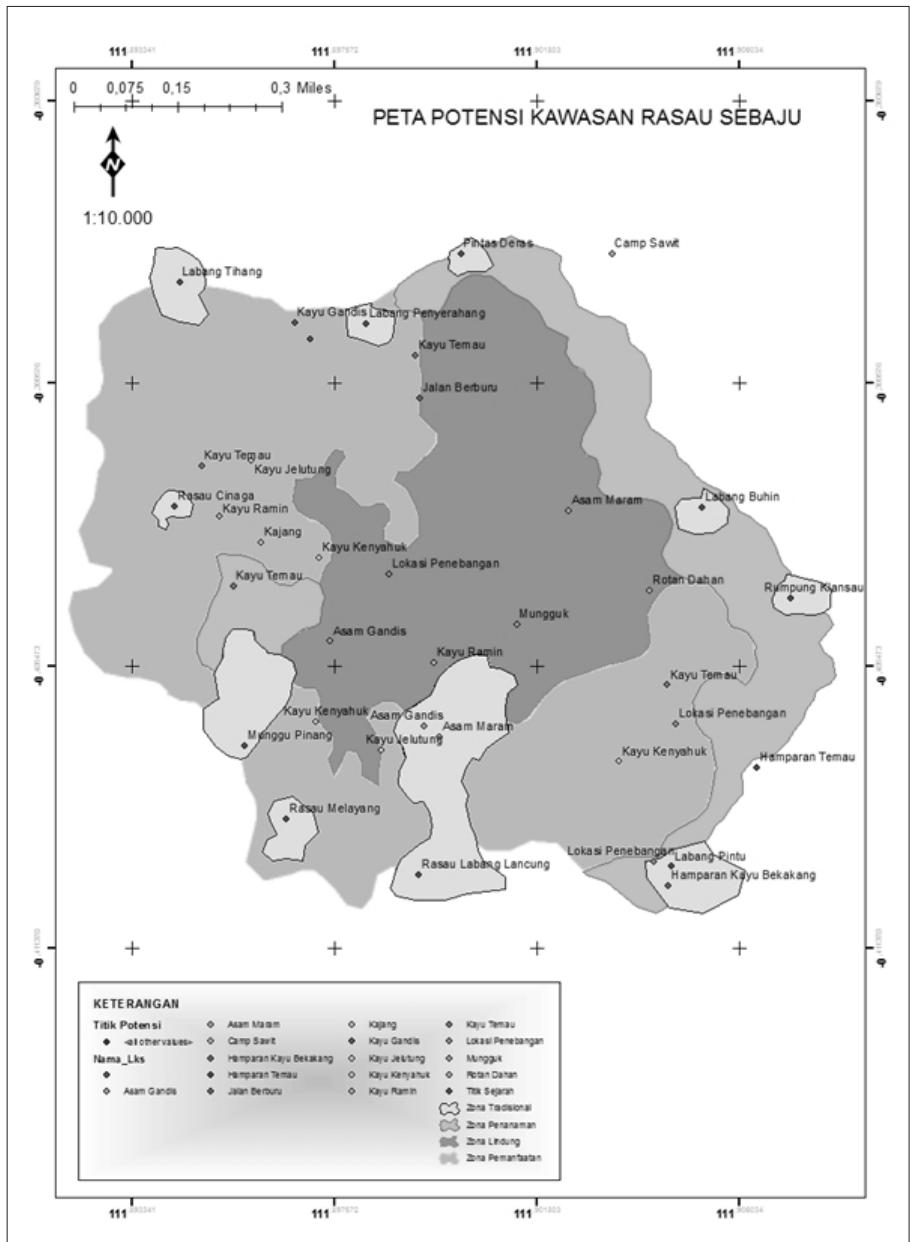 111 111 111 111
0 0,075 0,15 0,3 Miles
PETA POTENSI KAWASAN RASAU SEBAJU
N
1:10.000
Pintas Deras
Camp Sawit
Labang Tihang
Kayu Gandis
Labang Penyerahang
Kayu Temau
Jalan Berburu
Kayu Temau
Kayu Jelutung
Rasau Cinaga
Kayu Ramin
Asam Maram
Labang Buhin
Kajang
Kayu Kenyahuk
Lokasi Penebangan
Kayu Temau
Rotan Dahan
Rumpung Klansau
Mungguk
Asam Gandis
Kayu Ramin
Kayu Temau
Kayu Kenyahuk
Asam Gandis
Asam Maram
Lokasi Penebangan
Munggu Pinang
Kayu Jelutung
Kayu Kenyahuk
Hamparan Temau
Rasau Melayang
Lokasi Penebangan
Labang Pintu
Rasau Labang Lancung
Hamparan Kayu Bekakang
KETERANGAN
Titik Potensi
<all other values>
Nama_Lks
Asam Gandis
Asam Maram
Camp Sawit
Hamparan Kayu Bekakang
Hamparan Temau
Jalan Berburu
Kajang
Kayu Gandis
Kayu Jelutung
Kayu Kenyahuk
Kayu Ramin
Kayu Temau
Lokasi Penebangan
Mungguk
Rotan Dahan
Titik Sejarah
Zona Tradisional
Zona Penanaman
Zona Lindung
Zona Pemanfaatan
111 111 111 111